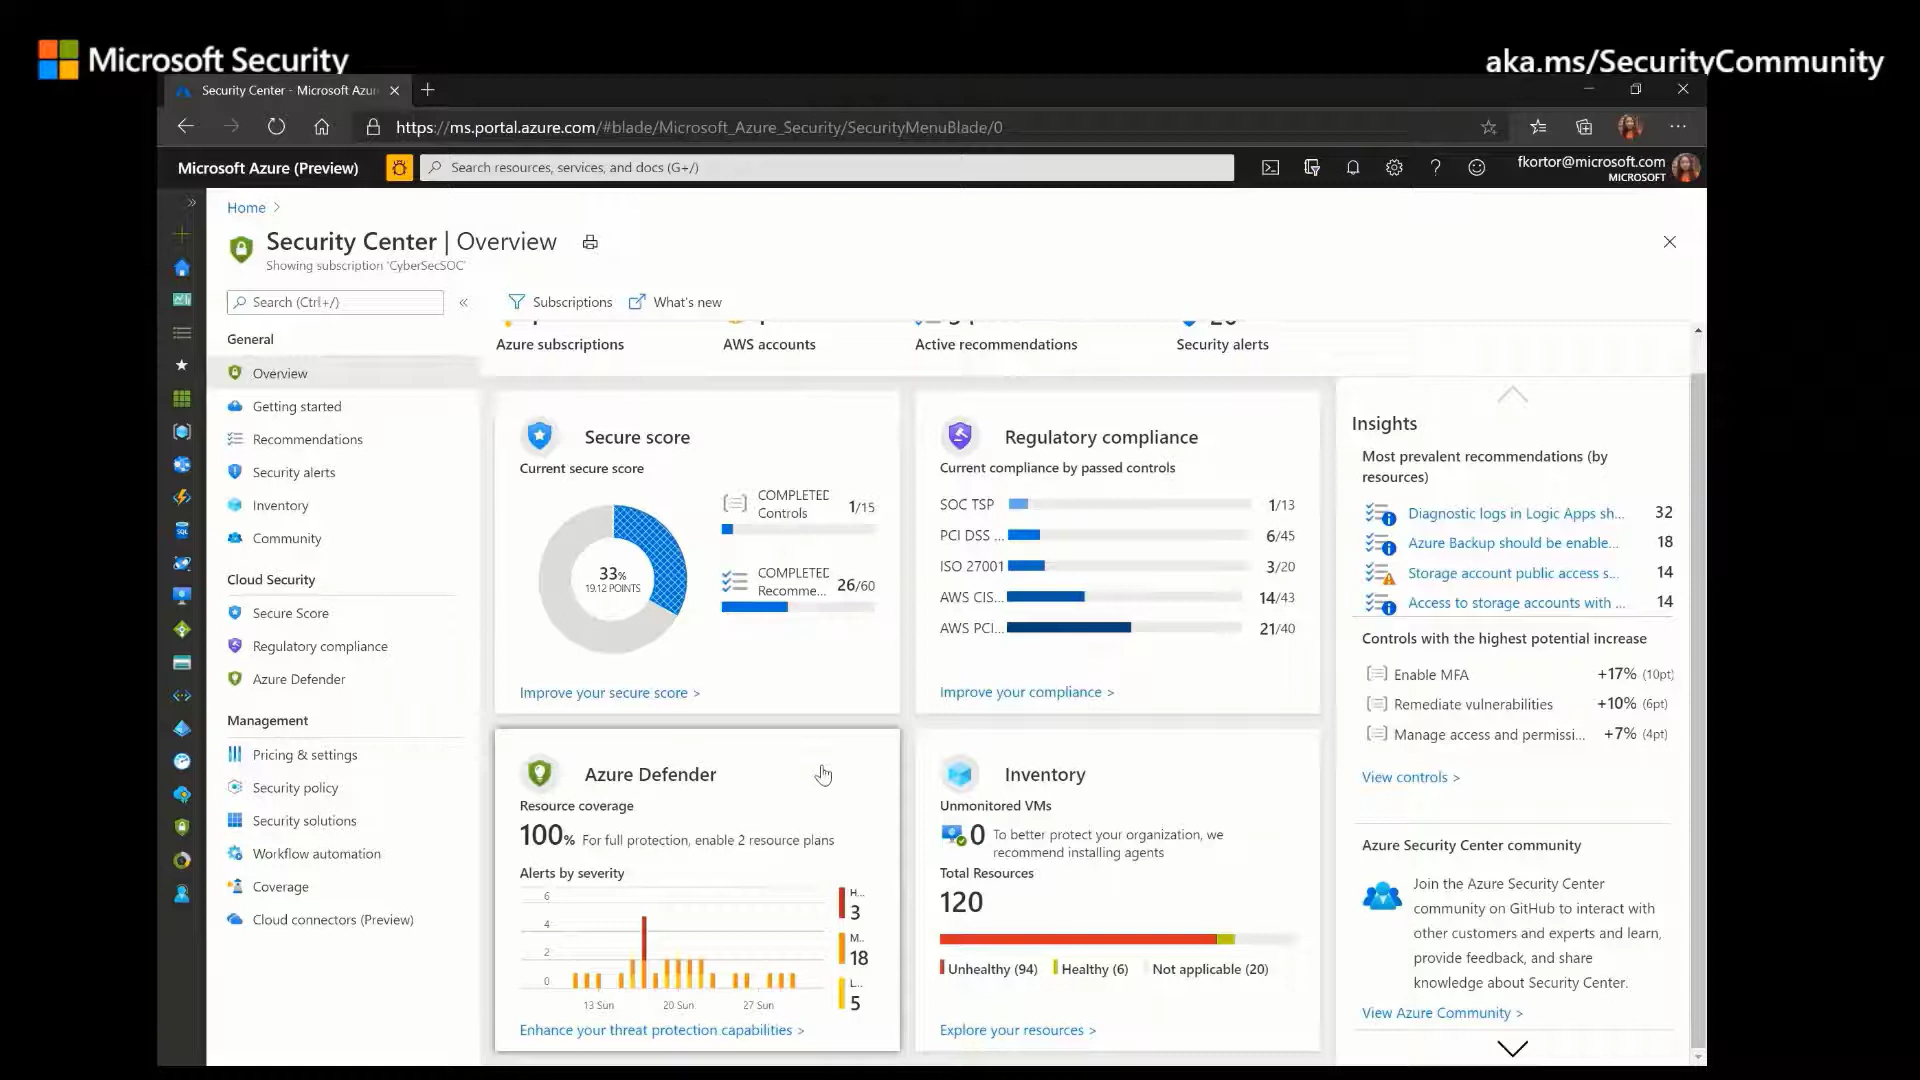 Microsoft Security
aka.ms/SecurityCommunity
Security Center - Microsoft Azur
https://ms.portal.azure.com/#blade/Microsoft_Azure_Security/SecurityMenuBlade/0
Microsoft Azure (Preview)
Search resources, services, and docs (G+/)
fkortor@microsoft.com
MICROSOFT
Home >
Security Center | Overview
Showing subscription 'CyberSecSOC'
Search (Ctrl+/)
«
Subscriptions
What's new
General
Overview
Getting started
Recommendations
Security alerts
Inventory
Community
Cloud Security
Secure Score
Regulatory compliance
Azure Defender
Management
Pricing & settings
Security policy
Security solutions
Workflow automation
Coverage
Cloud connectors (Preview)
Azure subscriptions
AWS accounts
Active recommendations
Security alerts
Secure score
Current secure score
33%
19.12 POINTS
COMPLETED
Controls
1/15
COMPLETED
Recomme...
26/60
Improve your secure score >
Regulatory compliance
Current compliance by passed controls
SOC TSP 1/13
PCI DSS ... 6/45
ISO 27001 3/20
AWS CIS... 14/43
AWS PCI... 21/40
Improve your compliance >
Azure Defender
Resource coverage
100% For full protection, enable 2 resource plans
Alerts by severity
6
4
2
0
13 Sun
20 Sun
27 Sun
H...
3
M...
18
L...
5
Enhance your threat protection capabilities >
Inventory
Unmonitored VMs
0 To better protect your organization, we
recommend installing agents
Total Resources
120
Unhealthy (94)
Healthy (6)
Not applicable (20)
Explore your resources >
Insights
Most prevalent recommendations (by
resources)
Diagnostic logs in Logic Apps sh... 32
Azure Backup should be enable... 18
Storage account public access s... 14
Access to storage accounts with ... 14
Controls with the highest potential increase
Enable MFA +17% (10pt)
Remediate vulnerabilities +10% (6pt)
Manage access and permissi... +7% (4pt)
View controls >
Azure Security Center community
Join the Azure Security Center
community on GitHub to interact with
other customers and experts and learn,
provide feedback, and share
knowledge about Security Center.
View Azure Community >